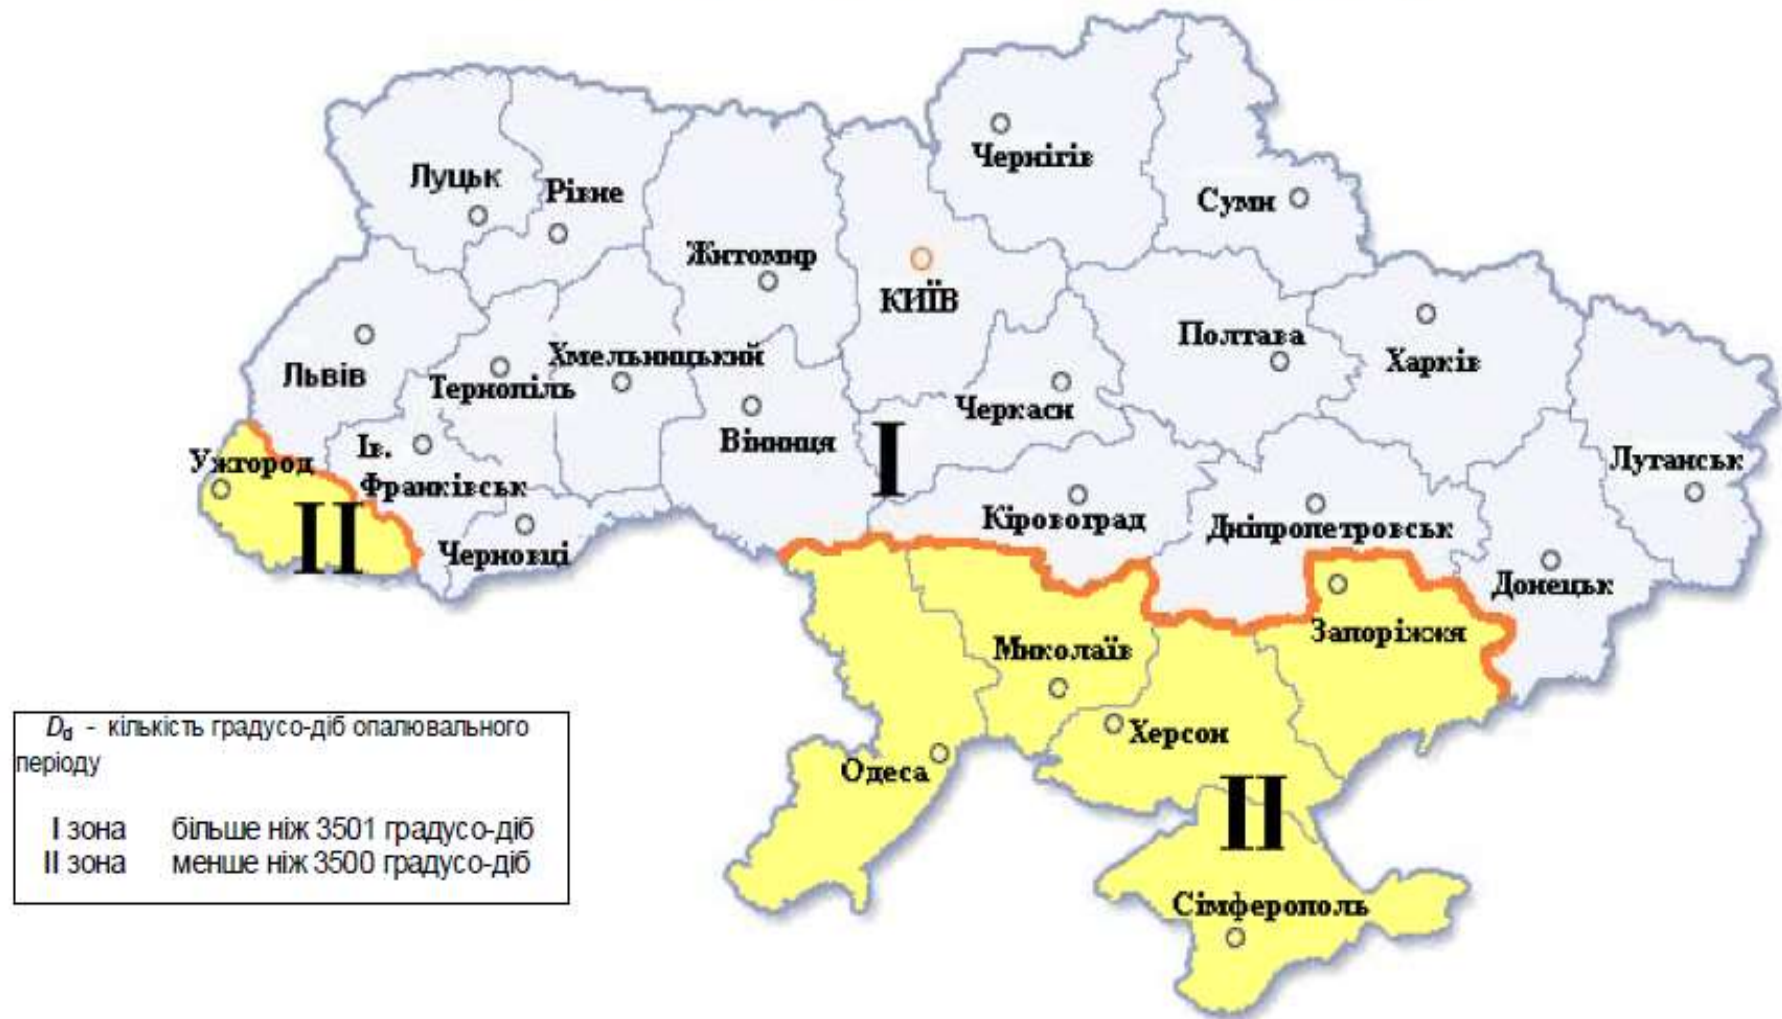 Чернігів
Луцьк
Рівне
Суми
Житомир
КИЇВ
Полтава
Хмельницький
Харків
Львів
Тернопіль
Черкаси
I
Вінниця
Ів.
Франківськ
Ужгород
II
Луганськ
Кіровоград
Дніпропетровськ
Черновці
Донецьк
Запоріжжя
Миколаїв
Херсон
Одеса
II
Сімферополь
Dd - кількість градусо-діб опалювального
періоду
I зона більше ніж 3501 градусо-діб
II зона менше ніж 3500 градусо-діб